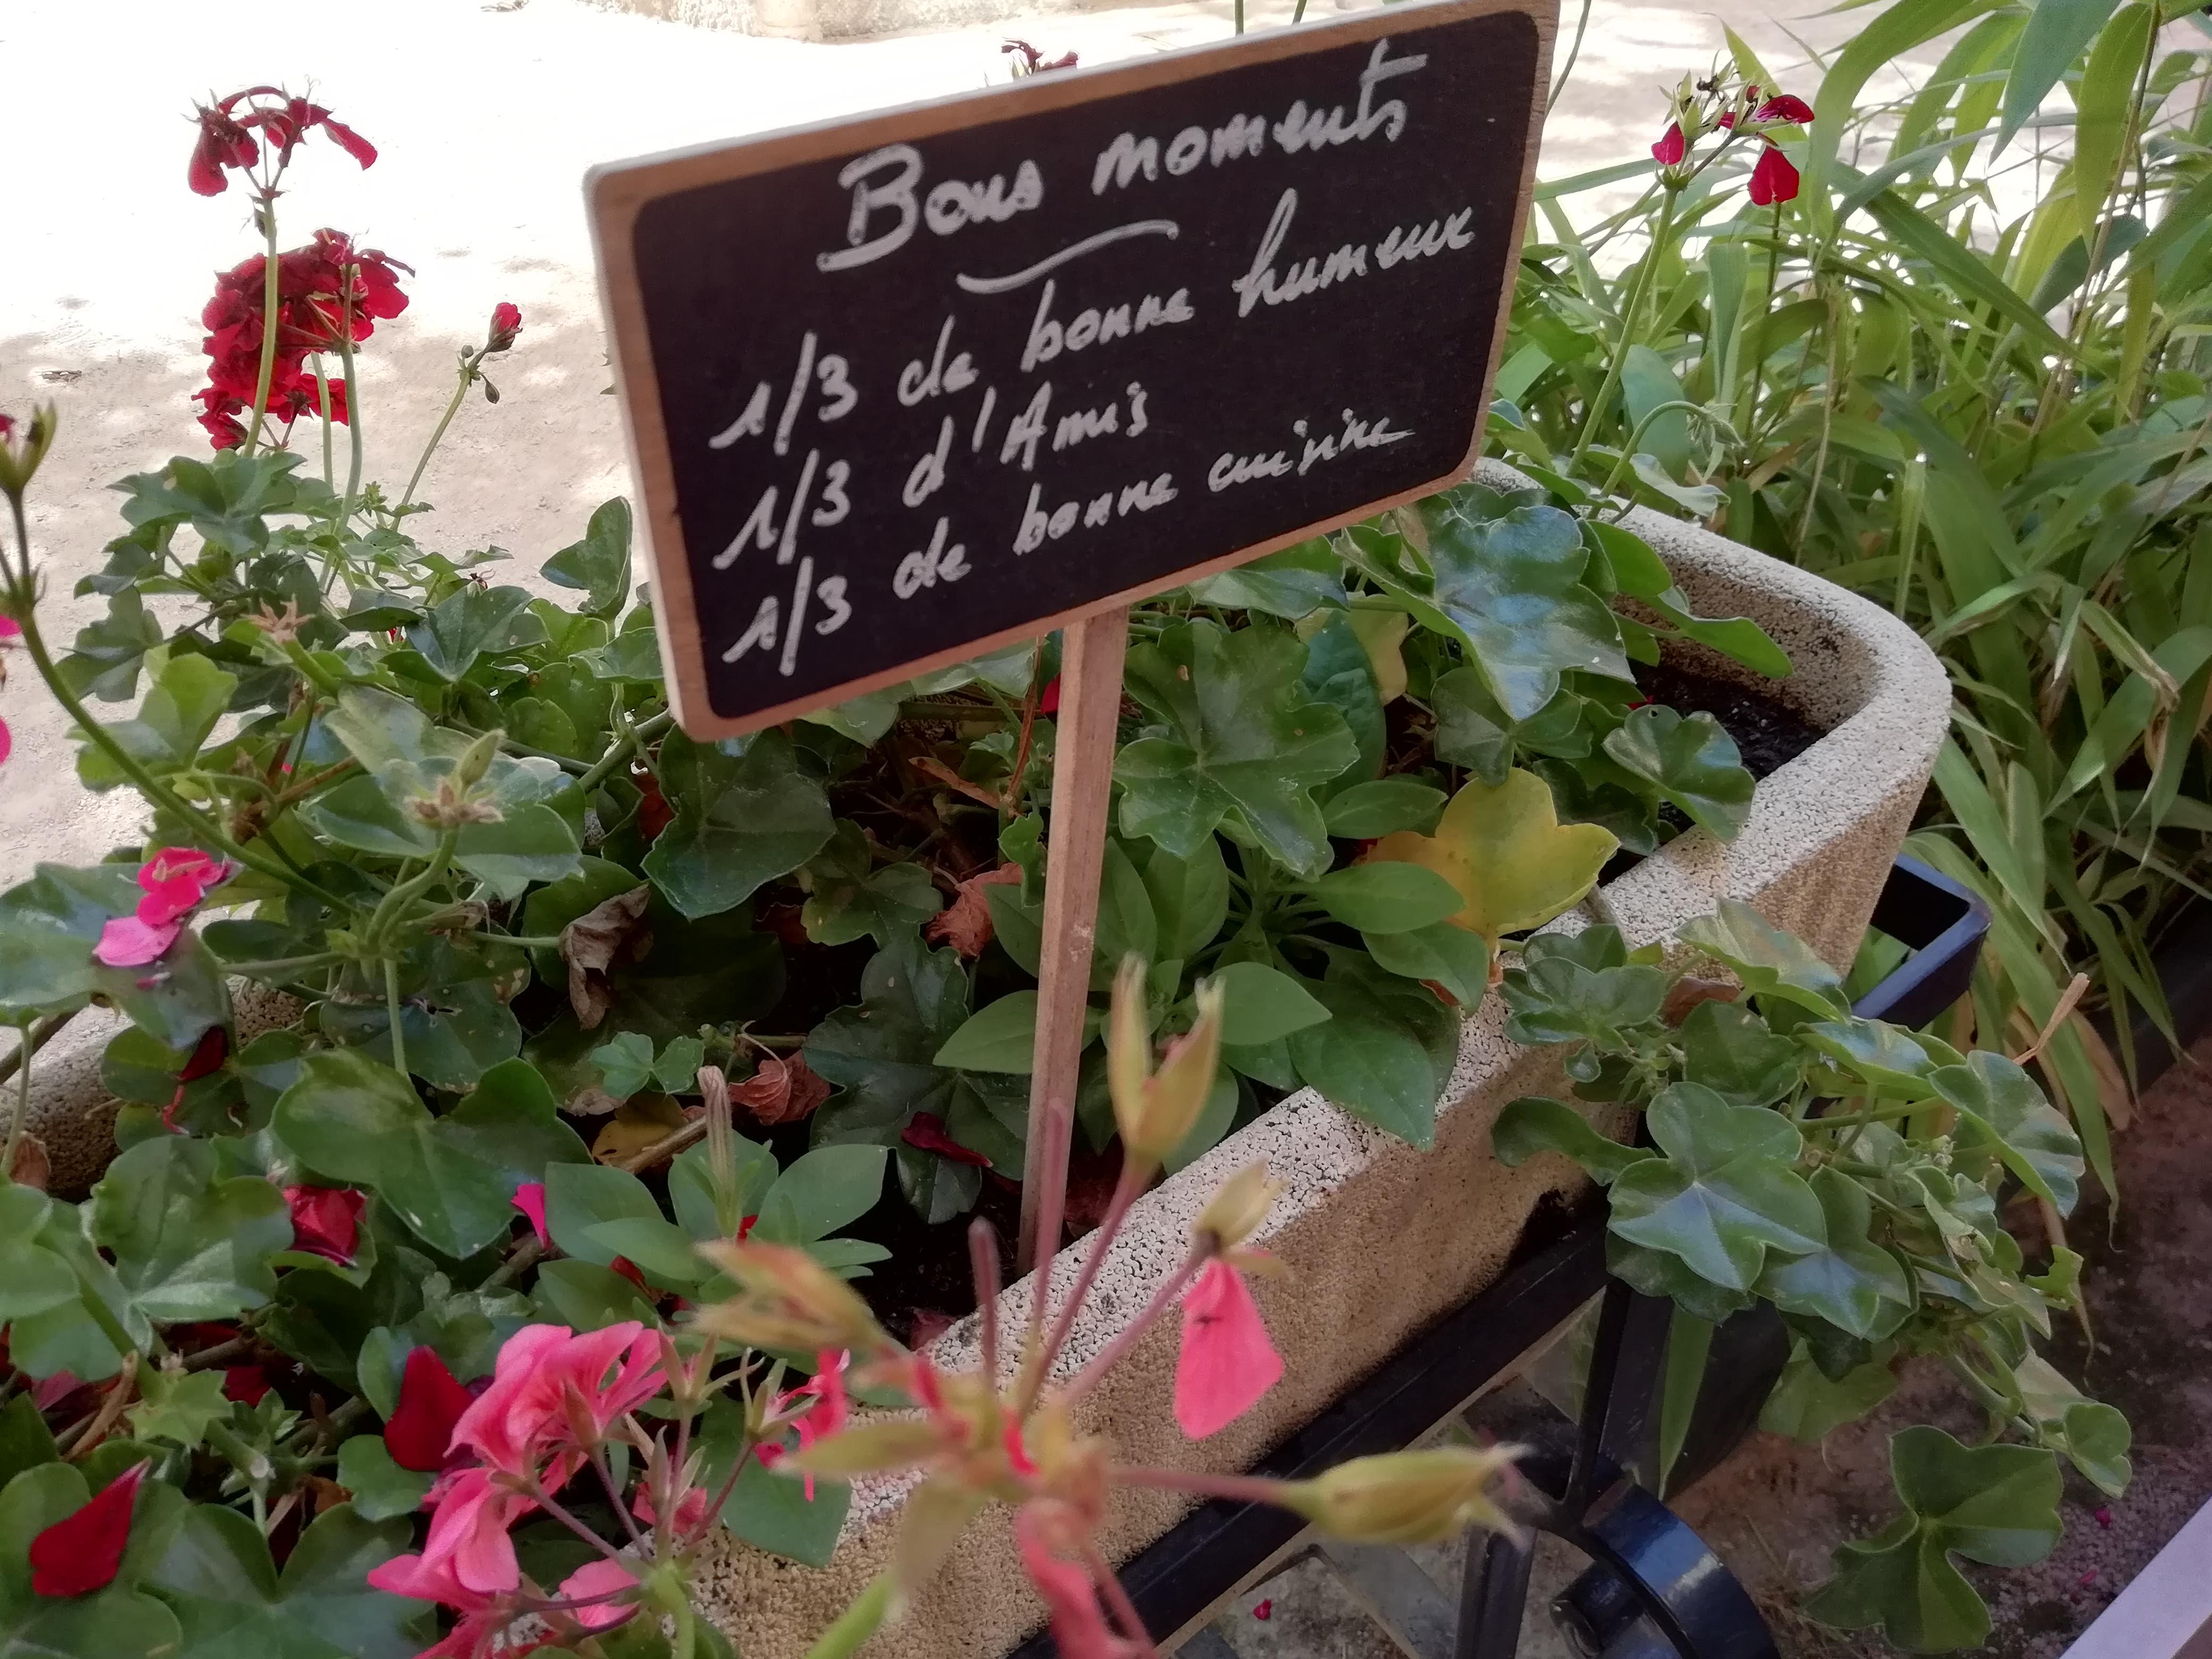 Bons moments
1/3 de bonne humeur
1/3 d'Amis
1/3 de bonne cuisine